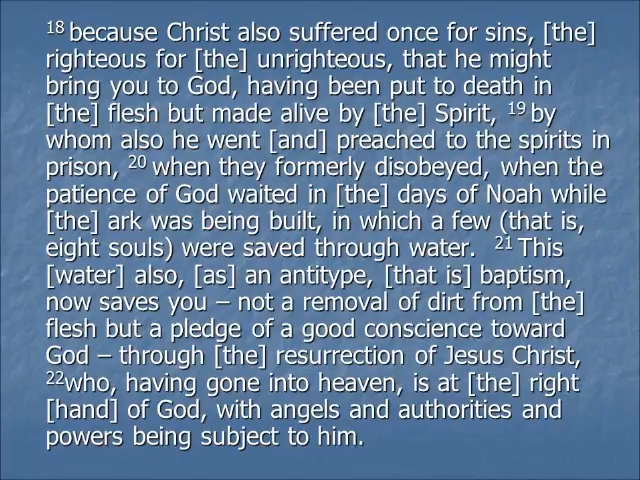 18 because Christ also suffered once for sins, [the]
righteous for [the] unrighteous, that he might
bring you to God, having been put to death in
[the] flesh but made alive by [the] Spirit, 19 by
whom also he went [and] preached to the spirits in
prison, 20 when they formerly disobeyed, when the
patience of God waited in [the] days of Noah while
[the] ark was being built, in which a few (that is,
eight souls) were saved through water. 21 This
[water] also, [as] an antitype, [that is] baptism,
now saves you – not a removal of dirt from [the]
flesh but a pledge of a good conscience toward
God – through [the] resurrection of Jesus Christ,
22who, having gone into heaven, is at [the] right
[hand] of God, with angels and authorities and
powers being subject to him.